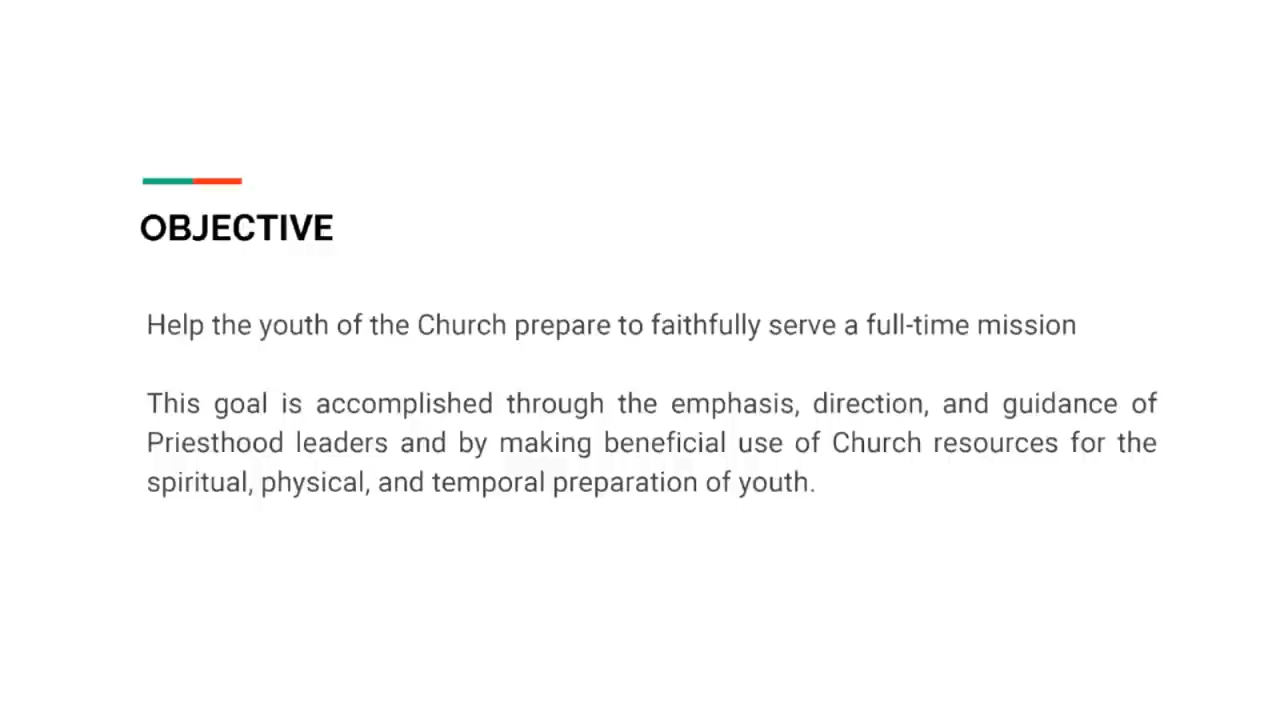 OBJECTIVE
Help the youth of the Church prepare to faithfully serve a full-time mission
This goal is accomplished through the emphasis, direction, and guidance of
Priesthood leaders and by making beneficial use of Church resources for the
spiritual, physical, and temporal preparation of youth.